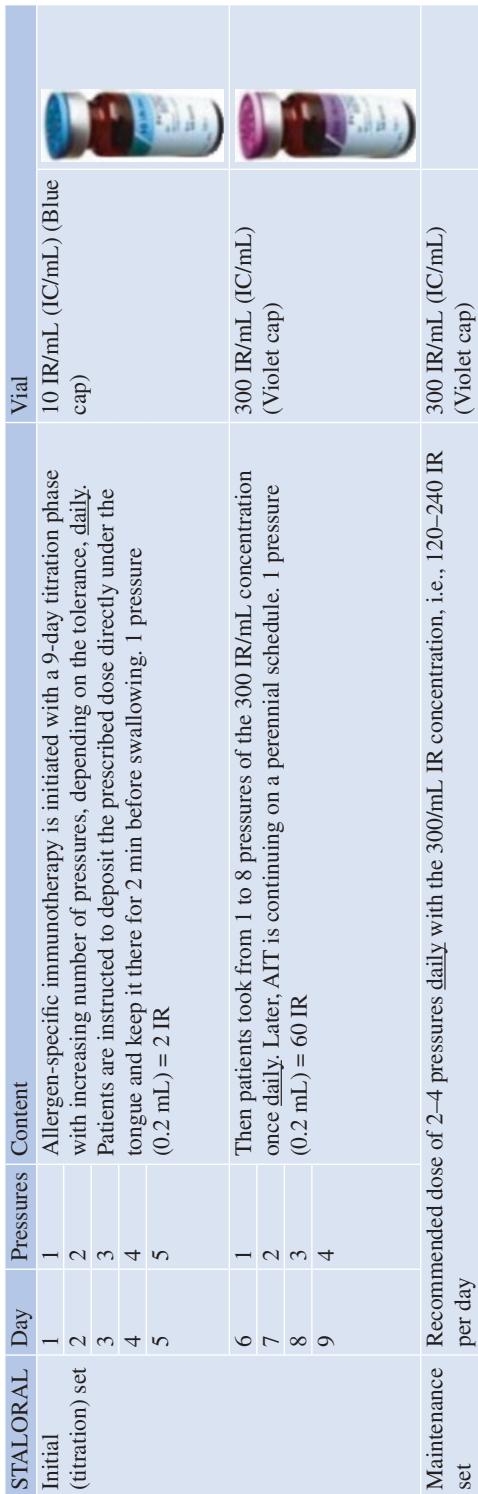 STALORAL Day Pressures Content Vial
Initial
(titration) set
1 1
2 2
3 3
4 4
5 5
Allergen-specific immunotherapy is initiated with a 9-day titration phase
with increasing number of pressures, depending on the tolerance, daily.
Patients are instructed to deposit the prescribed dose directly under the
tongue and keep it there for 2 min before swallowing. 1 pressure
(0.2 mL) = 2 IR
10 IR/mL (IC/mL) (Blue
cap)
6 1
7 2
8 3
9 4
Then patients took from 1 to 8 pressures of the 300 IR/mL concentration
once daily. Later, AIT is continuing on a perennial schedule. 1 pressure
(0.2 mL) = 60 IR
300 IR/mL (IC/mL)
(Violet cap)
Maintenance
set
Recommended dose of 2–4 pressures daily with the 300/mL IR concentration, i.e., 120–240 IR
per day
300 IR/mL (IC/mL)
(Violet cap)